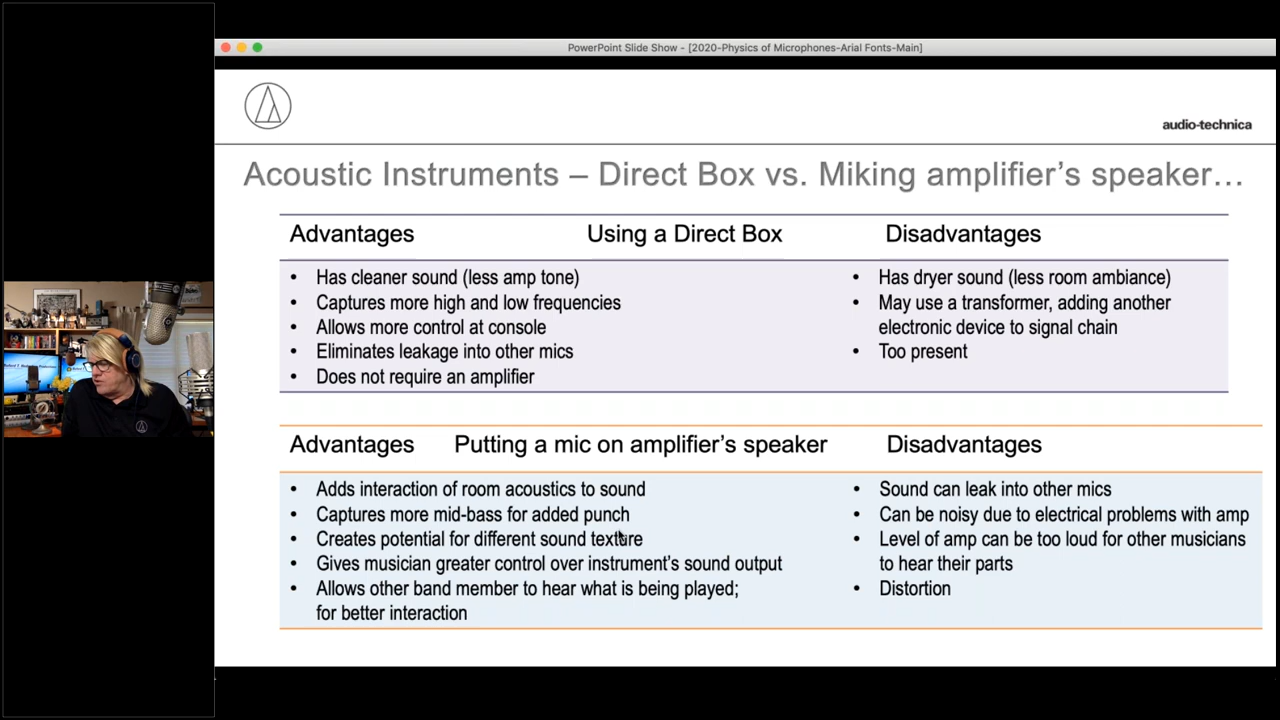 PowerPoint Slide Show - [2020-Physics of Microphones-Arial Fonts-Main]
audio-technica
Acoustic Instruments – Direct Box vs. Miking amplifier's speaker…
Advantages Using a Direct Box Disadvantages
• Has cleaner sound (less amp tone)
• Captures more high and low frequencies
• Allows more control at console
• Eliminates leakage into other mics
• Does not require an amplifier
• Has dryer sound (less room ambiance)
• May use a transformer, adding another
electronic device to signal chain
• Too present
Advantages Putting a mic on amplifier's speaker Disadvantages
• Adds interaction of room acoustics to sound
• Captures more mid-bass for added punch
• Creates potential for different sound texture
• Gives musician greater control over instrument's sound output
• Allows other band member to hear what is being played;
for better interaction
• Sound can leak into other mics
• Can be noisy due to electrical problems with amp
• Level of amp can be too loud for other musicians
to hear their parts
• Distortion